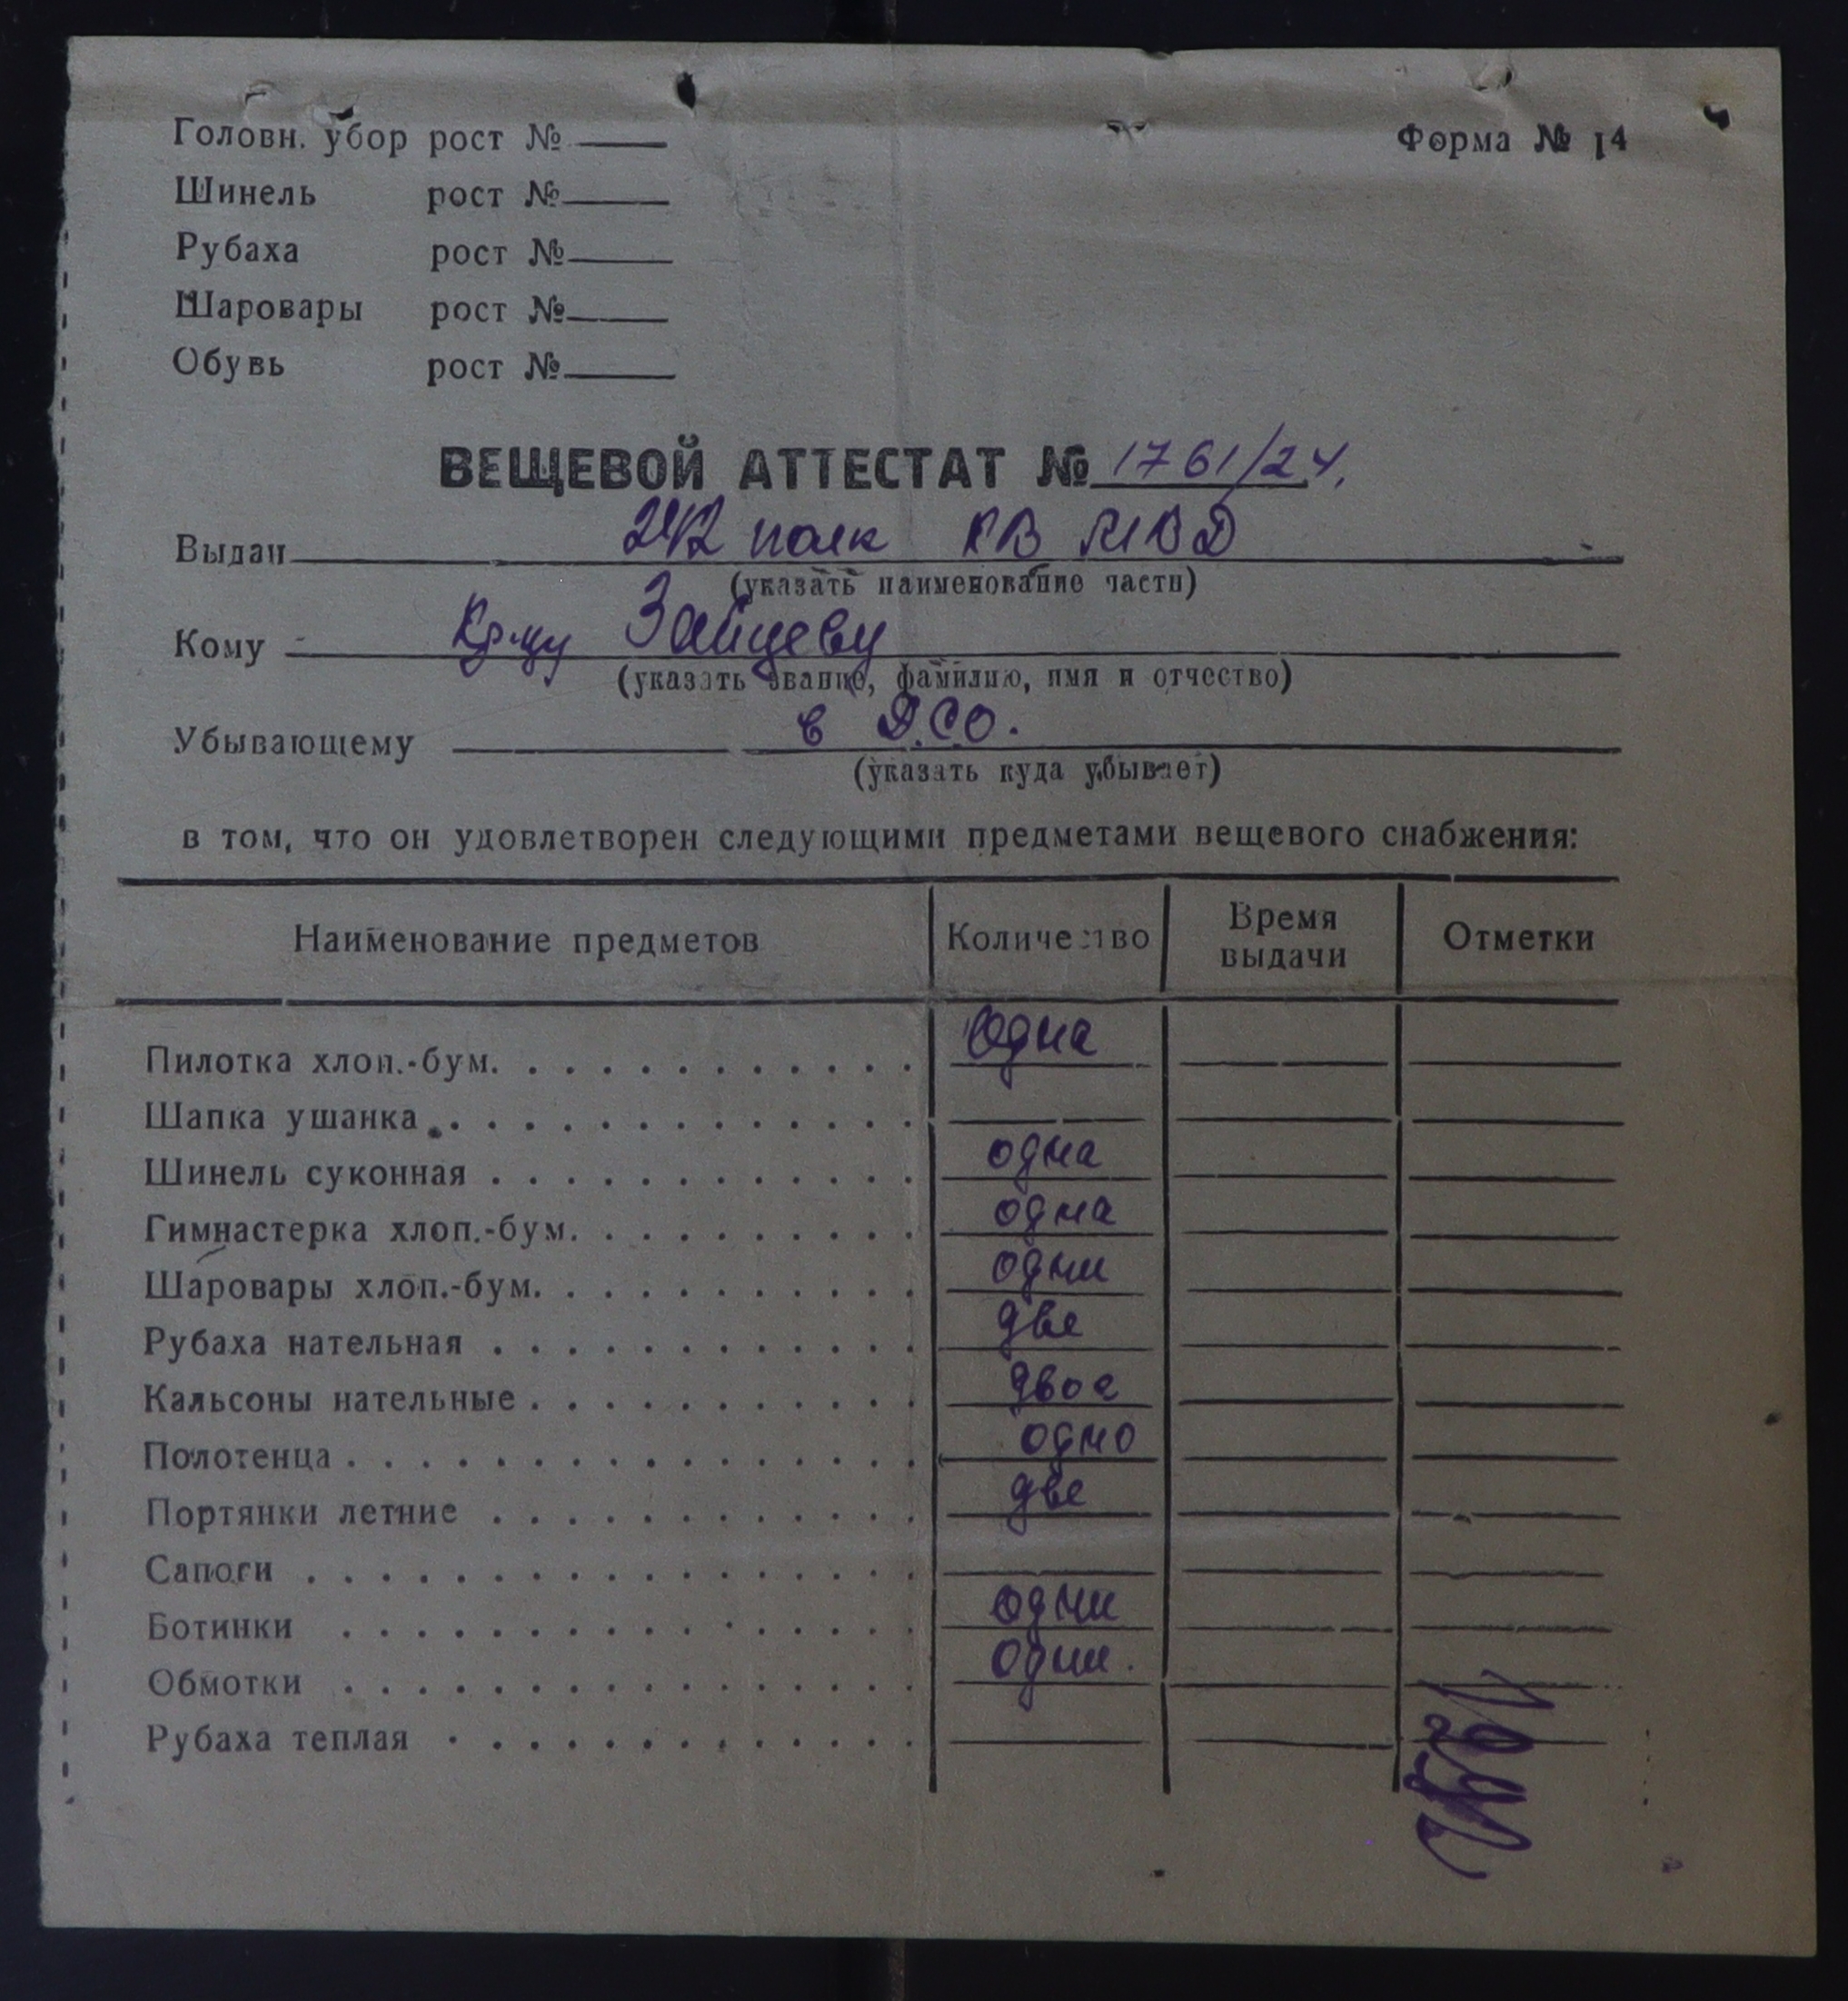 Головн. убор рост №
Форма № 14
Шинель рост №
Рубаха рост №
Шаровары рост №
Обувь рост №
ВЕЩЕВОЙ АТТЕСТАТ № 1761/24.
Выдан 242 полк КВ МВД
(указать наименование части)
Кому Кр-цу Зайцеву
(указать звание, фамилию, имя и отчество)
Убывающему в Д.СО.
(указать куда убывает)
в том, что он удовлетворен следующими предметами вещевого снабжения:
Наименование предметов Количество Время выдачи Отметки
Пилотка хлоп.-бум. одна
Шапка ушанка
Шинель суконная одна
Гимнастерка хлоп.-бум. одна
Шаровары хлоп.-бум. одни
Рубаха нательная две
Кальсоны нательные двое
Полотенца одно
Портянки летние две
Сапоги
Ботинки одни
Обмотки одни.
Рубаха теплая